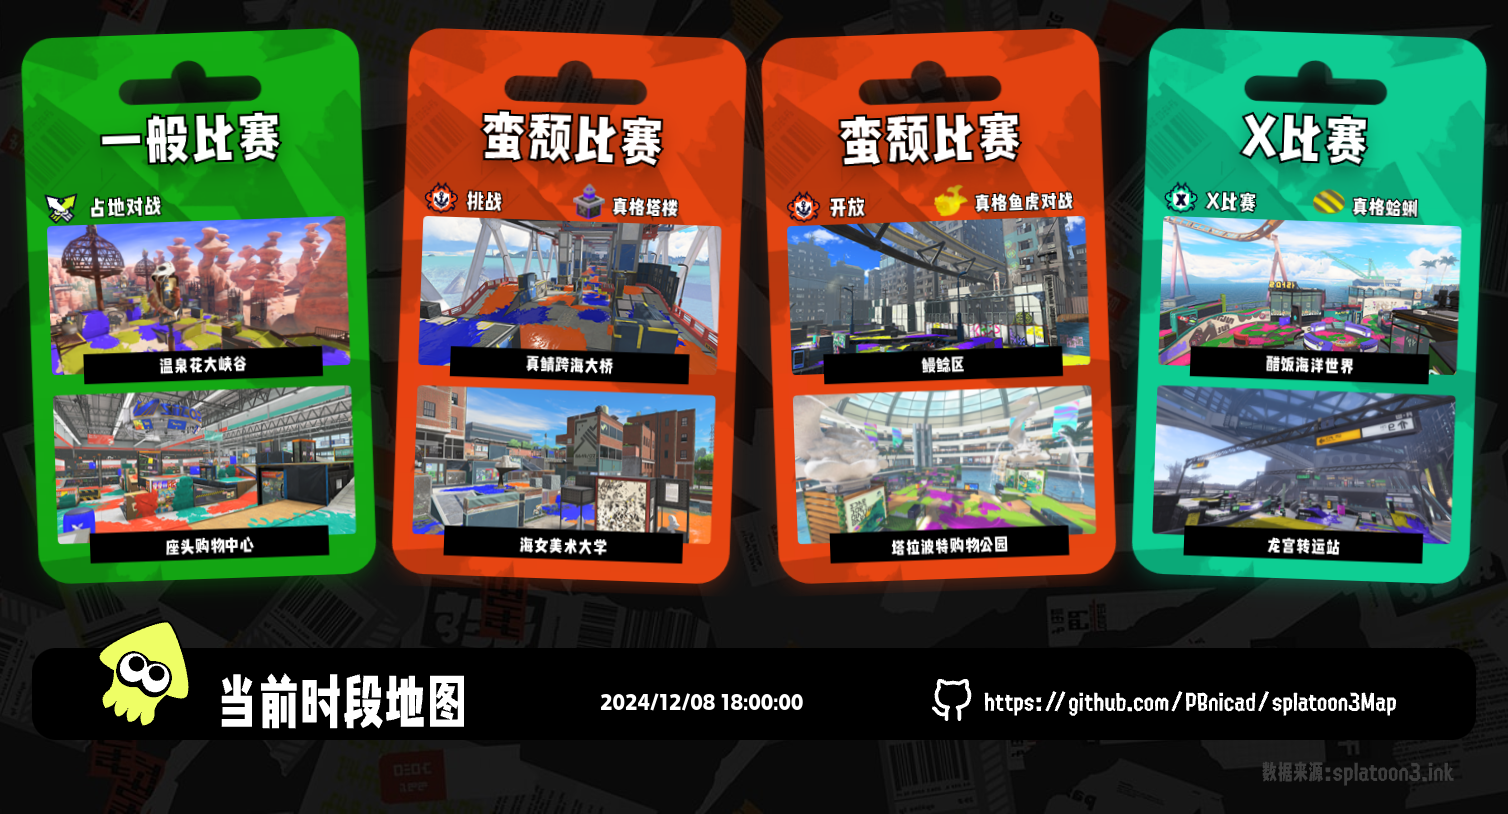 一般比赛
占地对战
温泉花大峡谷
座头购物中心
蛮颓比赛
挑战
真格塔楼
真鲭跨海大桥
海女美术大学
蛮颓比赛
开放
真格鱼虎对战
鳗鲶区
塔拉波特购物公园
X比赛
X比赛
真格蛤蜊
醋饭海洋世界
龙宫转运站
当前时段地图
2024/12/08 18:00:00
https://github.com/PBnicad/splatoon3Map
数据来源:splatoon3.ink